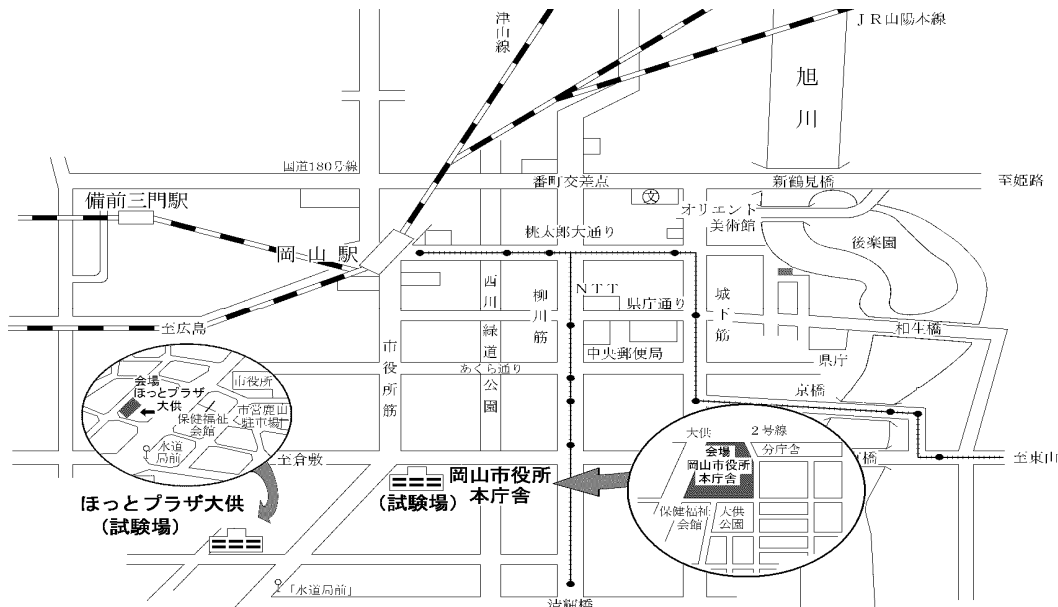 津山線
JR山陽本線
旭川
国道180号線
番町交差点
新鶴見橋
至姫路
備前三門駅
オリエント
美術館
岡山駅
桃太郎大通り
後楽園
西川
緑道
公園
柳川筋
NTT
県庁通り
城下筋
至広島
市役所筋
中央郵便局
あくら通り
県庁
京橋
会場
ほっとプラザ
大供
市役所
市営鹿田
駐車場
保健福祉
会館
水道
局前
至倉敷
大供
2号線
会場
分庁舎
岡山市役所
本庁舎
保健福祉
会館
大供
公園
橋
至東山
ほっとプラザ大供
(試験場)
(試験場)
岡山市役所
本庁舎
「水道局前」
清輝橋